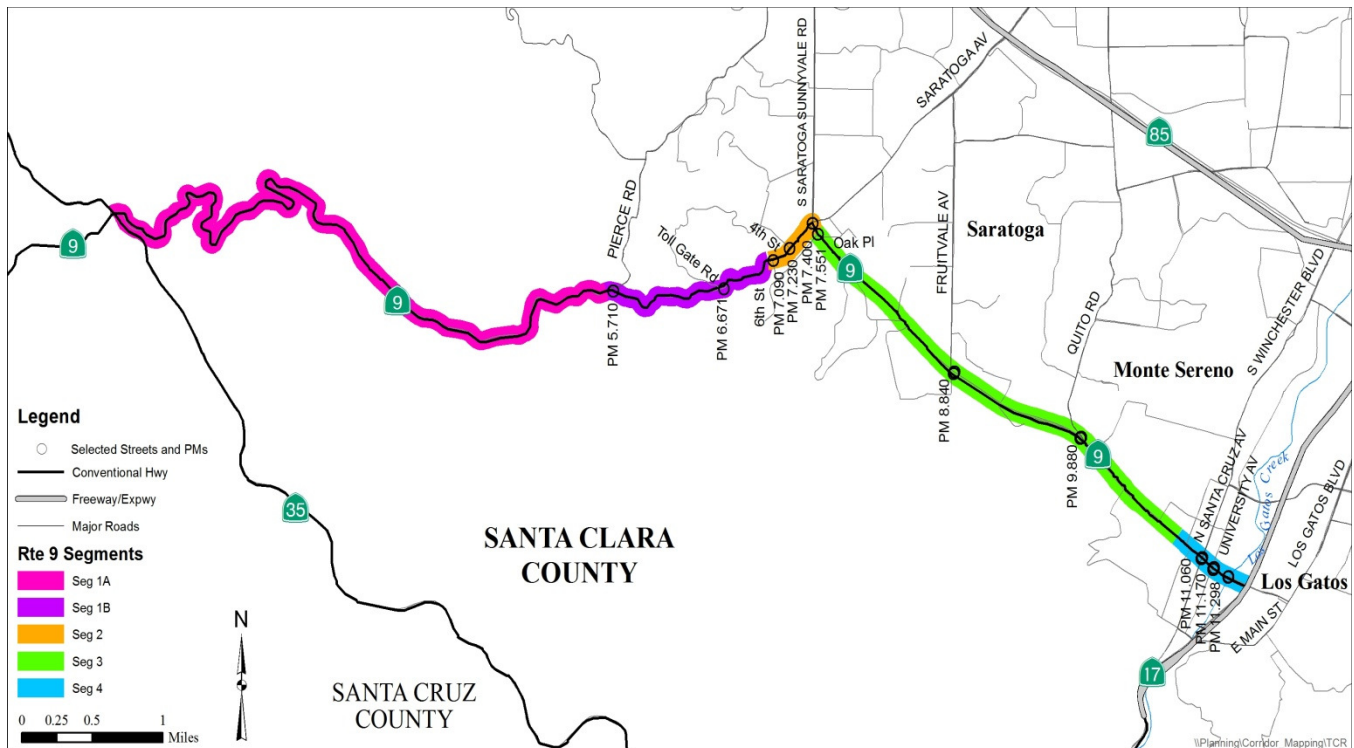 S SARATOGA SUNNYVALE RD
SARATOGA AV
85
PIERCE RD
FRUITVALE AV
Saratoga
9
4th St
Oak Pl
9
Toll Gate Rd
9
PM 5.710
PM 6.671
6th St
PM 7.090
PM 7.230
PM 7.400
PM 7.551
QUITO RD
S WINCHESTER BLVD
Monte Sereno
PM 8.840
PM 9.880
9
N SANTA CRUZ AV
UNIVERSITY AV
Los Gatos Creek
LOS GATOS BLVD
35
SANTA CLARA
COUNTY
PM 11.060
PM 11.170
PM 11.298
Los Gatos
E MAIN ST
17
Legend
Selected Streets and PMs
Conventional Hwy
Freeway/Expwy
Major Roads
Rte 9 Segments
Seg 1A
Seg 1B
Seg 2
Seg 3
Seg 4
N
0 0.25 0.5 1
Miles
SANTA CRUZ
COUNTY
\\Planning\Corridor_Mapping\TCR